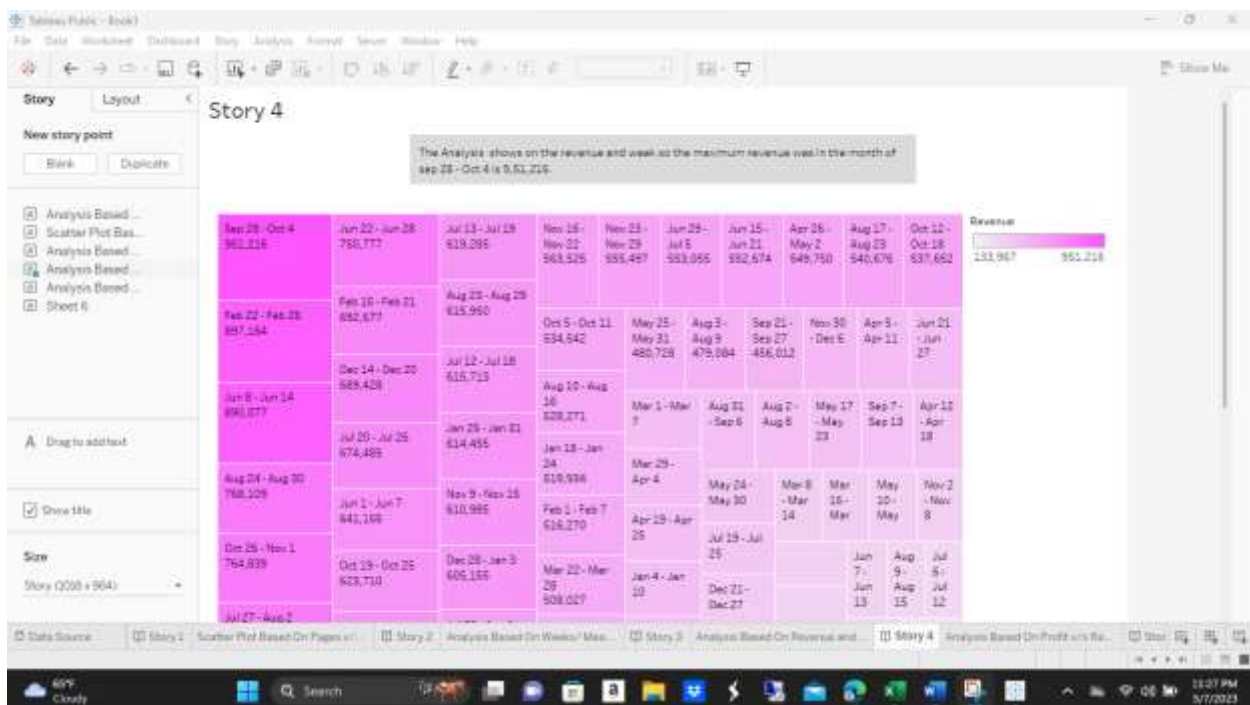 Tableau Public - Book1
File Data Worksheet Dashboard Story Analysis Format Server Window Help
Show Me
Story Layout
New story point
Blank Duplicate
Analysis Based ...
Scatter Plot Bas...
Analysis Based ...
Analysis Based ...
Analysis Based ...
Sheet 6
A Drag to add text
Show title
Size
Story 4
The Analysis shows on the revenue and week so the maximum revenue was in the month of
sep 28 - Oct 4 is 9,51,216
Sep 28 - Oct 4
951,216
Feb 22 - Feb 28
897,164
Jun 8 - Jun 14
Aug 24 - Aug 30
768,109
Oct 26 - Nov 1
764,839
Jul 27 - Aug 2
Jun 22 - Jun 28
Feb 692,677
Dec 14 - Dec 20
689,428
Jul 20 - Jul 26
Jun 1 - Jun 7
Oct 19 - Oct 25
623,710
Jul 13 - Jul 19
Aug 23 - Aug 29
615,950
Jul 12 - Jul 18
615,713
Jan 25 - Jan 31
614,455
Nov 9 - Nov 15
610,985
Dec 28 - Jan 3
605,155
Nov 16 -
Nov 22
563,525
Nov 23 -
Nov 29
555,497
Jun 29 -
Jul 5
553,055
Jun 15 -
Jun 21
552,674
Apr 26 -
May 2
549,750
Aug 17 -
Aug 23
540,676
Oct 12 -
Oct 18
537,652
Oct 5 - Oct 11
534,542
May 25 -
May 31
480,728
Aug 3 -
Aug 9
479,084
Sep 21 -
Sep 27
456,012
Nov 30
- Dec 6
Apr 5 -
Apr 11
Jun 21
- Jun
27
Aug 10 - Aug
16
Jan 18 - Jan
24
Feb 1 - Feb 7
516,270
Mar 22 - Mar
28
508,027
Mar 1 - Mar
7
Aug 31
- Sep 6
Aug 2 -
Aug 8
May 17
- May
23
Sep 7 -
Sep 13
Apr 12
- Apr
18
Mar 29 -
Apr 4
Apr 19 - Apr
25
Jan 4 - Jan
10
May 24 -
May 30
Jul 19 - Jul
25
Dec 21 -
Dec 27
Mar 8
- Mar
14
Mar
16 -
Mar
May
10 -
May
Nov 2
- Nov
8
Jun
7 -
Jun
13
Aug
9 -
Aug
15
Jul
6 -
Jul
12
Revenue
133,967 951,216
Data Source Story 1 Scatter Plot Based On Pages v/ Story 2 Analysis Based On Weeks/ Mea... Story 3 Analysis Based On Revenue and ... Story 4 Analysis Based On Profit v/s Re... Stor
Cloudy
Search
11:27 PM
5/7/2023